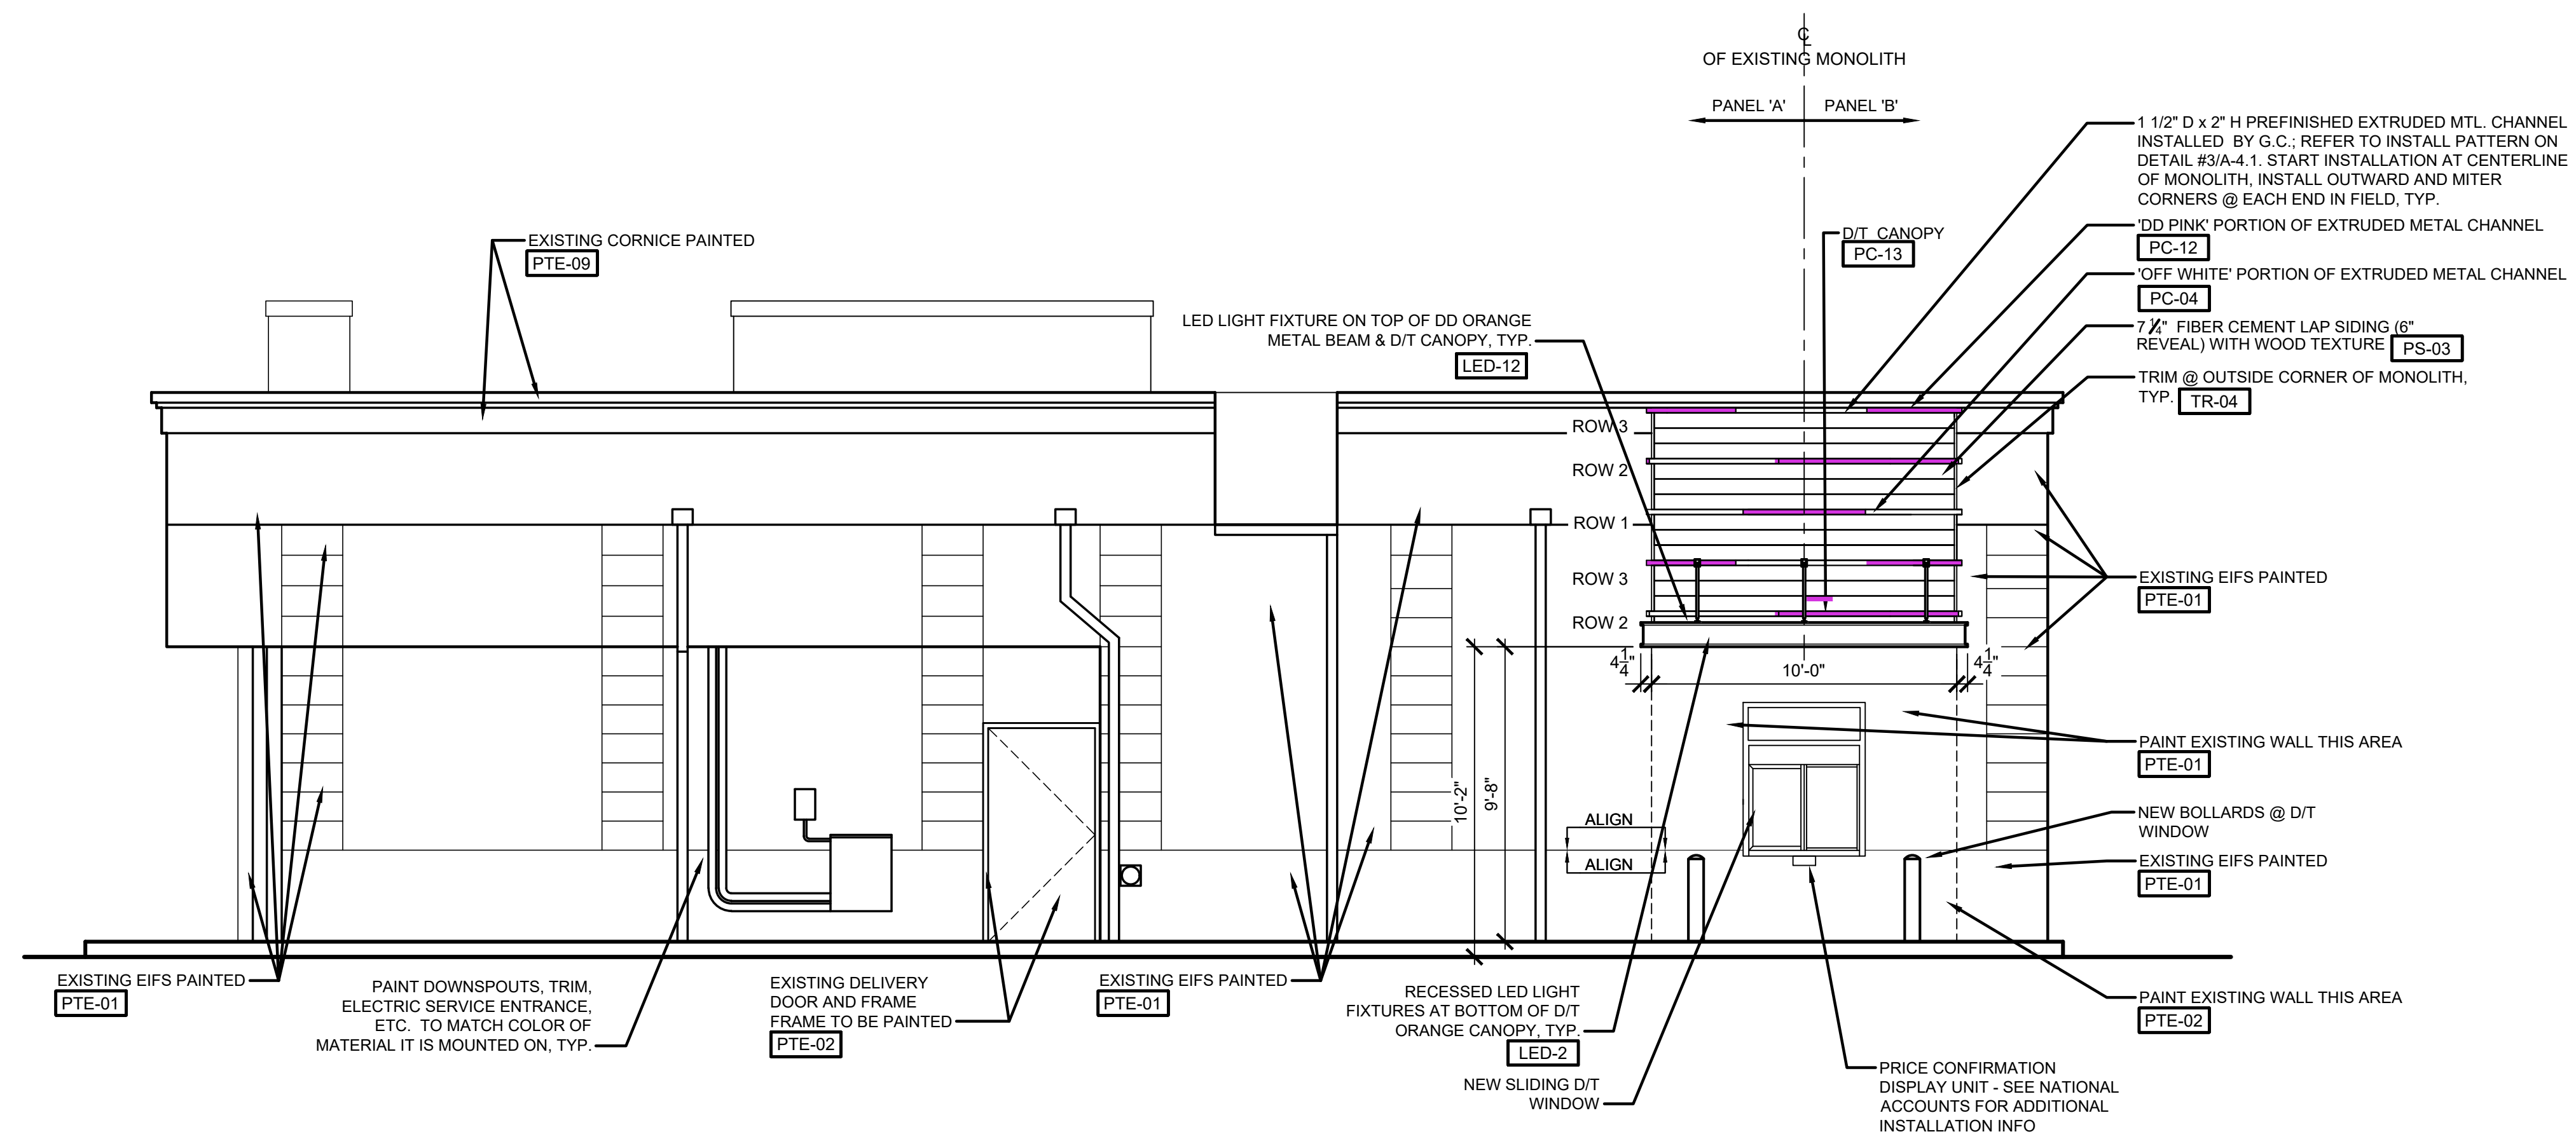 ℄
OF EXISTING MONOLITH
PANEL 'A'
PANEL 'B'
1 1/2" D x 2" H PREFINISHED EXTRUDED MTL. CHANNEL
INSTALLED BY G.C.; REFER TO INSTALL PATTERN ON
DETAIL #3/A-4.1. START INSTALLATION AT CENTERLINE
OF MONOLITH, INSTALL OUTWARD AND MITER
CORNERS @ EACH END IN FIELD, TYP.
'DD PINK' PORTION OF EXTRUDED METAL CHANNEL
PC-12
'OFF WHITE' PORTION OF EXTRUDED METAL CHANNEL
PC-04
7 1/4" FIBER CEMENT LAP SIDING (6"
REVEAL) WITH WOOD TEXTURE PS-03
TRIM @ OUTSIDE CORNER OF MONOLITH,
TYP. TR-04
D/T CANOPY
PC-13
EXISTING CORNICE PAINTED
PTE-09
LED LIGHT FIXTURE ON TOP OF DD ORANGE
METAL BEAM & D/T CANOPY, TYP.
LED-12
ROW 3
ROW 2
ROW 1
ROW 3
ROW 2
4 1/4"
10'-0"
4 1/4"
10'-2"
9'-8"
ALIGN
ALIGN
EXISTING EIFS PAINTED
PTE-01
PAINT EXISTING WALL THIS AREA
PTE-01
NEW BOLLARDS @ D/T
WINDOW
EXISTING EIFS PAINTED
PTE-01
PAINT EXISTING WALL THIS AREA
PTE-02
EXISTING EIFS PAINTED
PTE-01
PAINT DOWNSPOUTS, TRIM,
ELECTRIC SERVICE ENTRANCE,
ETC. TO MATCH COLOR OF
MATERIAL IT IS MOUNTED ON, TYP.
EXISTING DELIVERY
DOOR AND FRAME
FRAME TO BE PAINTED
PTE-02
EXISTING EIFS PAINTED
PTE-01
RECESSED LED LIGHT
FIXTURES AT BOTTOM OF D/T
ORANGE CANOPY, TYP.
LED-2
NEW SLIDING D/T
WINDOW
PRICE CONFIRMATION
DISPLAY UNIT - SEE NATIONAL
ACCOUNTS FOR ADDITIONAL
INSTALLATION INFO